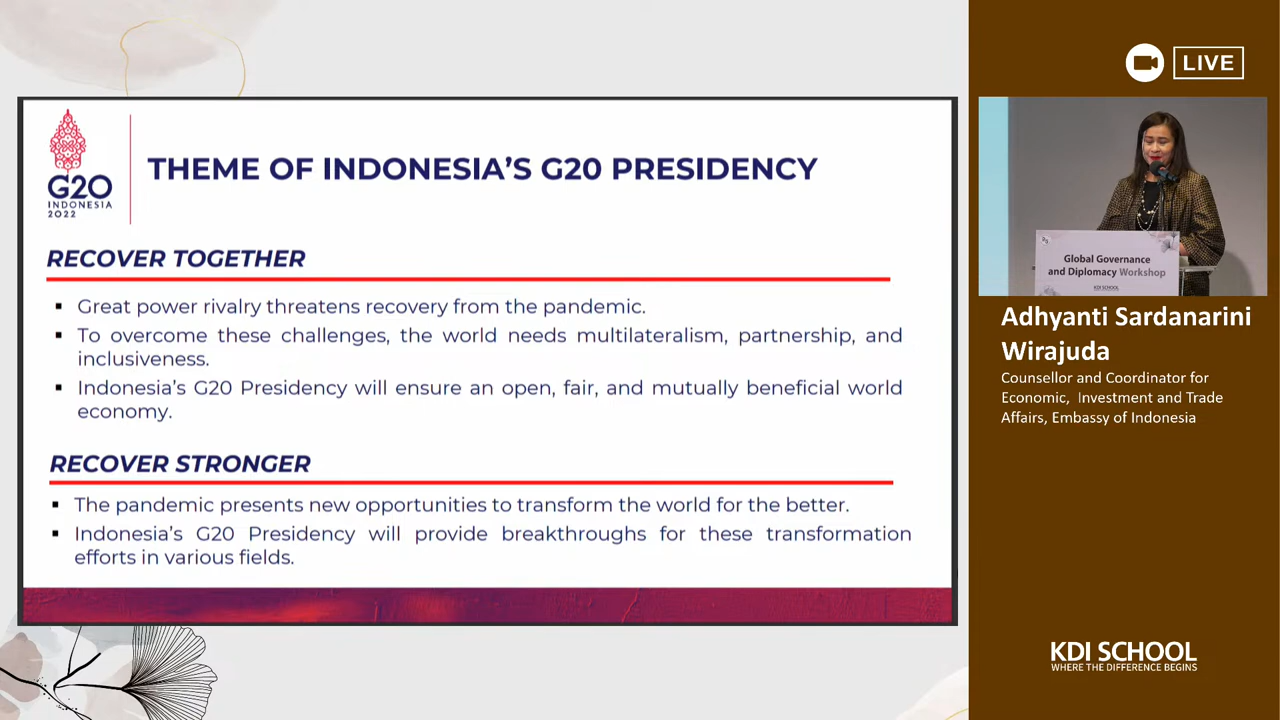 G20
INDONESIA
2022
THEME OF INDONESIA'S G20 PRESIDENCY
RECOVER TOGETHER
▪ Great power rivalry threatens recovery from the pandemic.
▪ To overcome these challenges, the world needs multilateralism, partnership, and
inclusiveness.
▪ Indonesia's G20 Presidency will ensure an open, fair, and mutually beneficial world
economy.
RECOVER STRONGER
▪ The pandemic presents new opportunities to transform the world for the better.
▪ Indonesia's G20 Presidency will provide breakthroughs for these transformation
efforts in various fields.
LIVE
Global Governance
and Diplomacy Workshop
KDI SCHOOL
Adhyanti Sardanarini
Wirajuda
Counsellor and Coordinator for
Economic, Investment and Trade
Affairs, Embassy of Indonesia
KDI SCHOOL
WHERE THE DIFFERENCE BEGINS